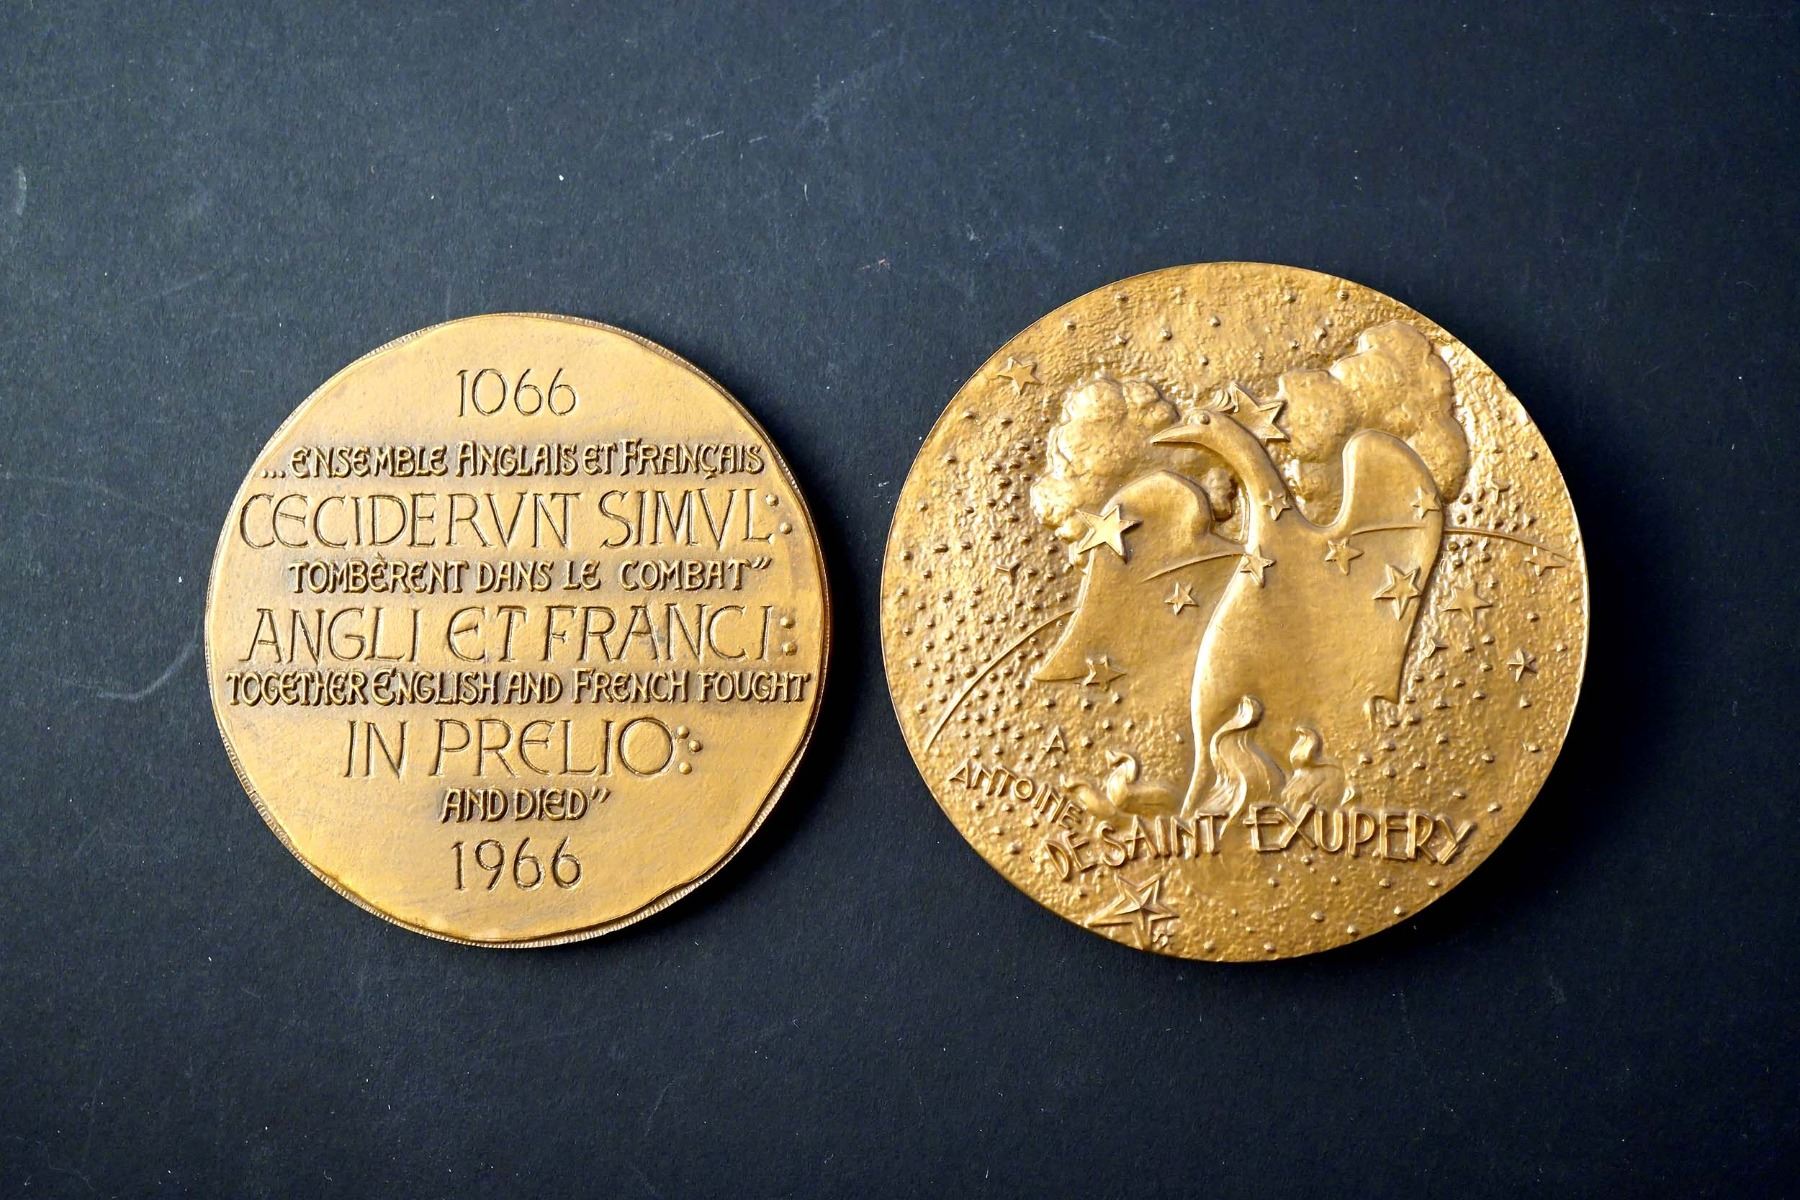 1066
...ENSEMBLE ANGLAIS ET FRANÇAIS
CECIDERVNT SIMVL:
TOMBÈRENT DANS LE COMBAT”
ANGLI ET FRANCI:
TOGETHER ENGLISH AND FRENCH FOUGHT
IN PRELIO:
AND DIED”
1966
A
ANTOINE
DE SAINT EXUPERY